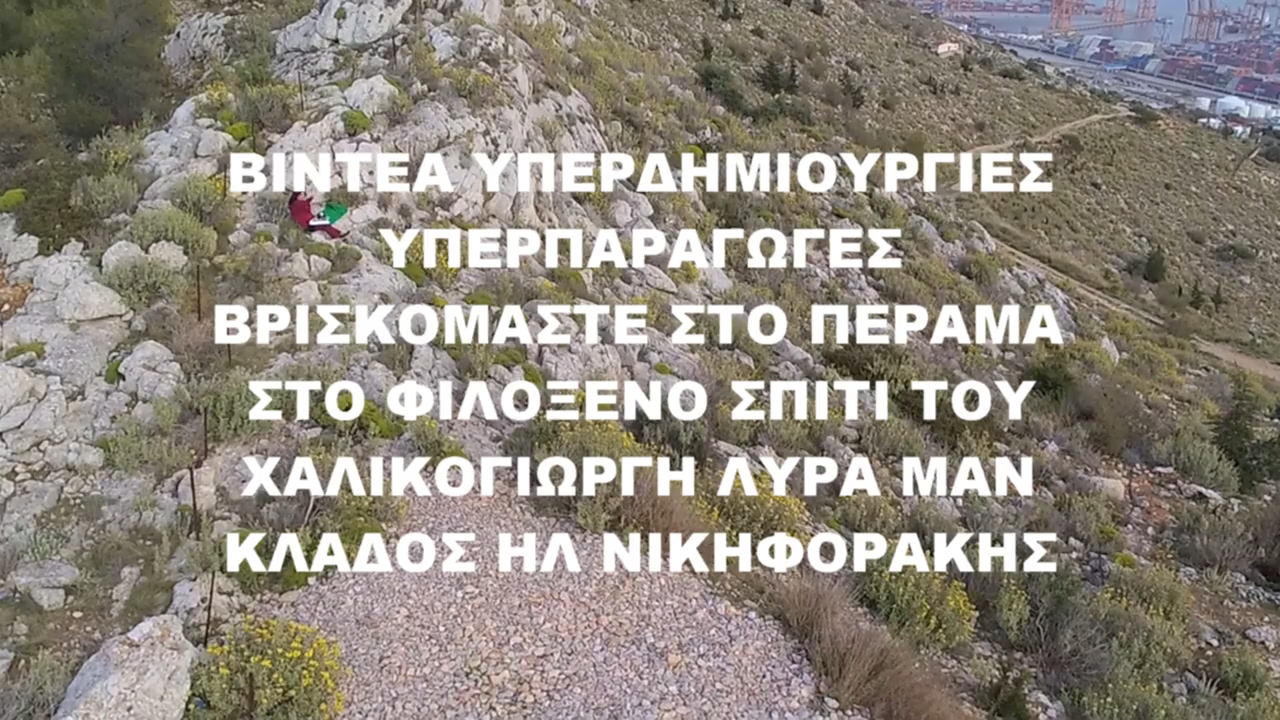 ΒΙΝΤΕΑ ΥΠΕΡΔΗΜΙΟΥΡΓΙΕΣ
ΥΠΕΡΠΑΡΑΓΩΓΕΣ
ΒΡΙΣΚΟΜΑΣΤΕ ΣΤΟ ΠΕΡΑΜΑ
ΣΤΟ ΦΙΛΟΞΕΝΟ ΣΠΙΤΙ ΤΟΥ
ΧΑΛΙΚΟΓΙΩΡΓΗ ΛΥΡΑ ΜΑΝ
ΚΛΑΔΟΣ ΗΛ ΝΙΚΗΦΟΡΑΚΗΣ